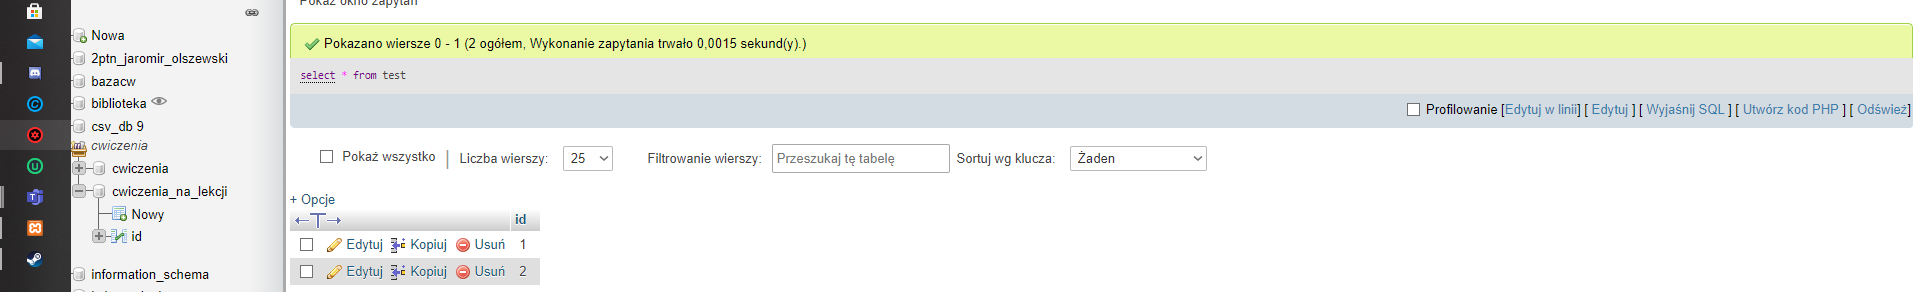 Pokaż okno zapytań
Nowa
2ptn_jaromir_olszewski
bazacw
biblioteka
csv_db 9
cwiczenia
cwiczenia
cwiczenia_na_lekcji
Nowy
id
information_schema
Pokazano wiersze 0 - 1 (2 ogółem, Wykonanie zapytania trwało 0,0015 sekund(y).)
select * from test
Profilowanie [Edytuj w linii] [ Edytuj ] [ Wyjaśnij SQL ] [ Utwórz kod PHP ] [ Odśwież]
Pokaż wszystko | Liczba wierszy: 25 Filtrowanie wierszy: Przeszukaj tę tabelę Sortuj wg klucza: Żaden
+ Opcje
←T→ id
Edytuj Kopiuj Usuń 1
Edytuj Kopiuj Usuń 2